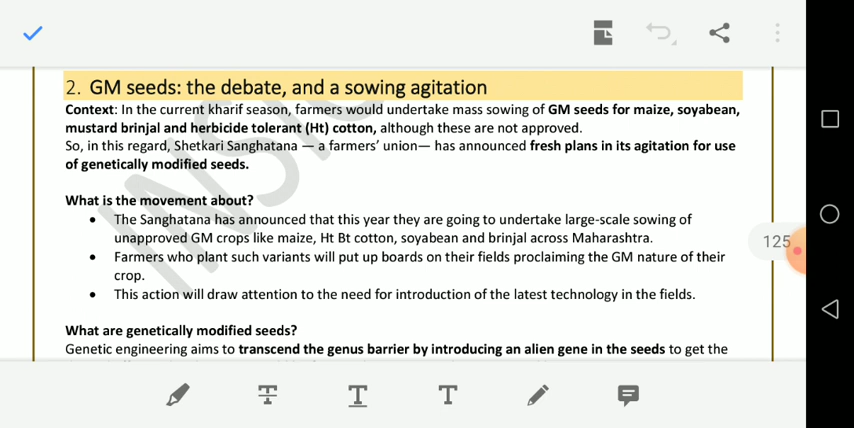 2. GM seeds: the debate, and a sowing agitation
Context: In the current kharif season, farmers would undertake mass sowing of GM seeds for maize, soyabean,
mustard brinjal and herbicide tolerant (Ht) cotton, although these are not approved.
So, in this regard, Shetkari Sanghatana — a farmers’ union— has announced fresh plans in its agitation for use
of genetically modified seeds.
What is the movement about?
• The Sanghatana has announced that this year they are going to undertake large-scale sowing of
unapproved GM crops like maize, Ht Bt cotton, soyabean and brinjal across Maharashtra.
• Farmers who plant such variants will put up boards on their fields proclaiming the GM nature of their
crop.
• This action will draw attention to the need for introduction of the latest technology in the fields.
125
What are genetically modified seeds?
Genetic engineering aims to transcend the genus barrier by introducing an alien gene in the seeds to get the
T T T